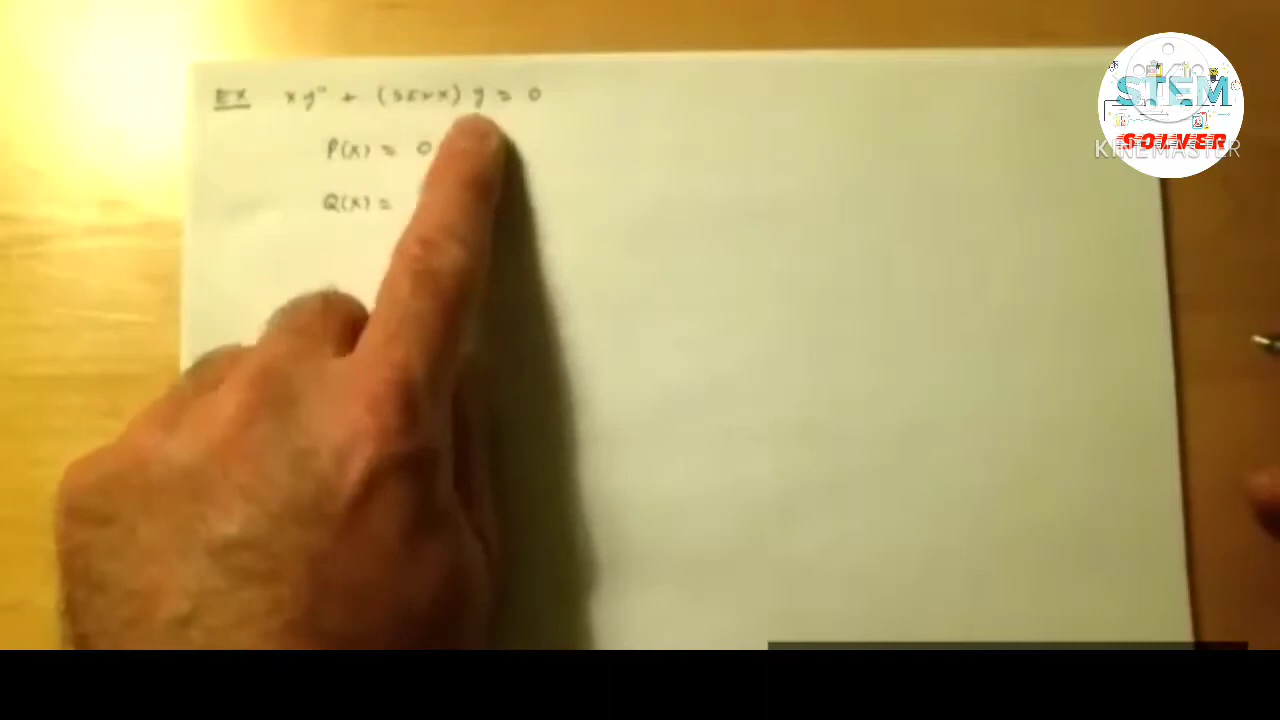 EX xy" + (SINX) y = 0
P(X) = 0
Q(X) =
STEM
SOLVER
KINEMASTER